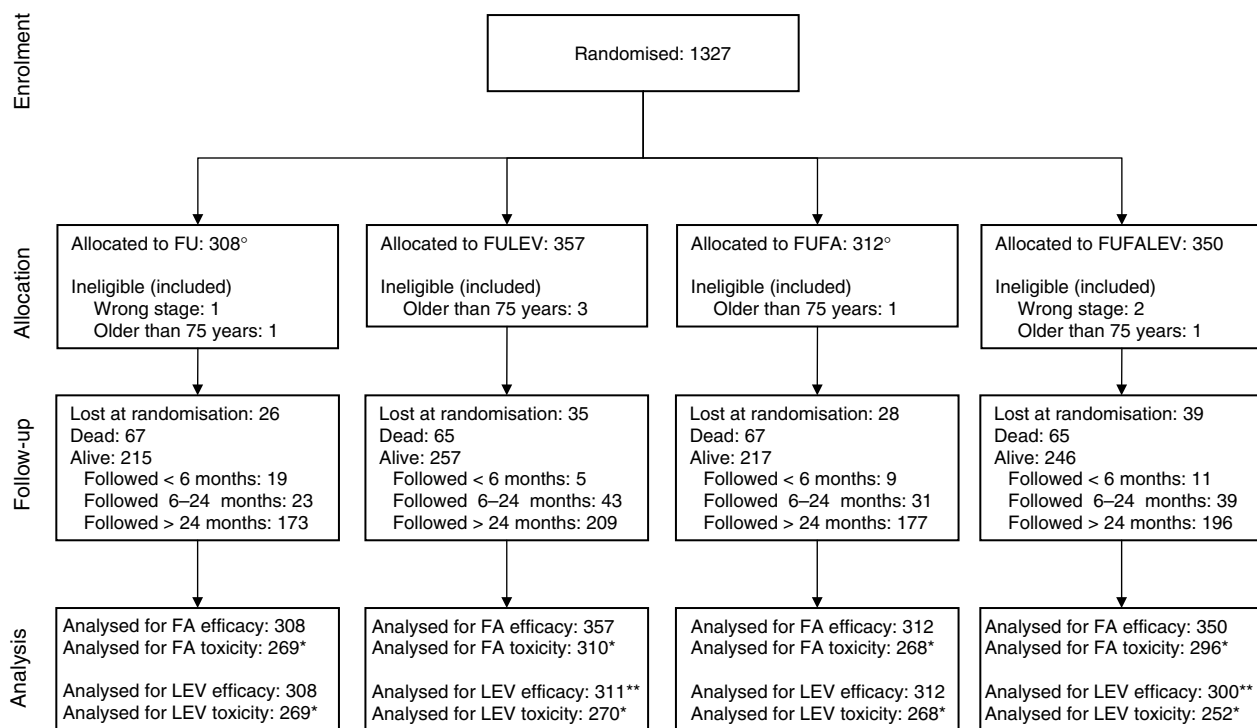 Enrolment
Randomised: 1327
Allocation
Allocated to FU: 308°
Ineligible (included)
Wrong stage: 1
Older than 75 years: 1
Allocated to FULEV: 357
Ineligible (included)
Older than 75 years: 3
Allocated to FUFA: 312°
Ineligible (included)
Older than 75 years: 1
Allocated to FUFALEV: 350
Ineligible (included)
Wrong stage: 2
Older than 75 years: 1
Follow-up
Lost at randomisation: 26
Dead: 67
Alive: 215
Followed < 6 months: 19
Followed 6–24 months: 23
Followed > 24 months: 173
Lost at randomisation: 35
Dead: 65
Alive: 257
Followed < 6 months: 5
Followed 6–24 months: 43
Followed > 24 months: 209
Lost at randomisation: 28
Dead: 67
Alive: 217
Followed < 6 months: 9
Followed 6–24 months: 31
Followed > 24 months: 177
Lost at randomisation: 39
Dead: 65
Alive: 246
Followed < 6 months: 11
Followed 6–24 months: 39
Followed > 24 months: 196
Analysis
Analysed for FA efficacy: 308
Analysed for FA toxicity: 269*
Analysed for LEV efficacy: 308
Analysed for LEV toxicity: 269*
Analysed for FA efficacy: 357
Analysed for FA toxicity: 310*
Analysed for LEV efficacy: 311**
Analysed for LEV toxicity: 270*
Analysed for FA efficacy: 312
Analysed for FA toxicity: 268*
Analysed for LEV efficacy: 312
Analysed for LEV toxicity: 268*
Analysed for FA efficacy: 350
Analysed for FA toxicity: 296*
Analysed for LEV efficacy: 300**
Analysed for LEV toxicity: 252*